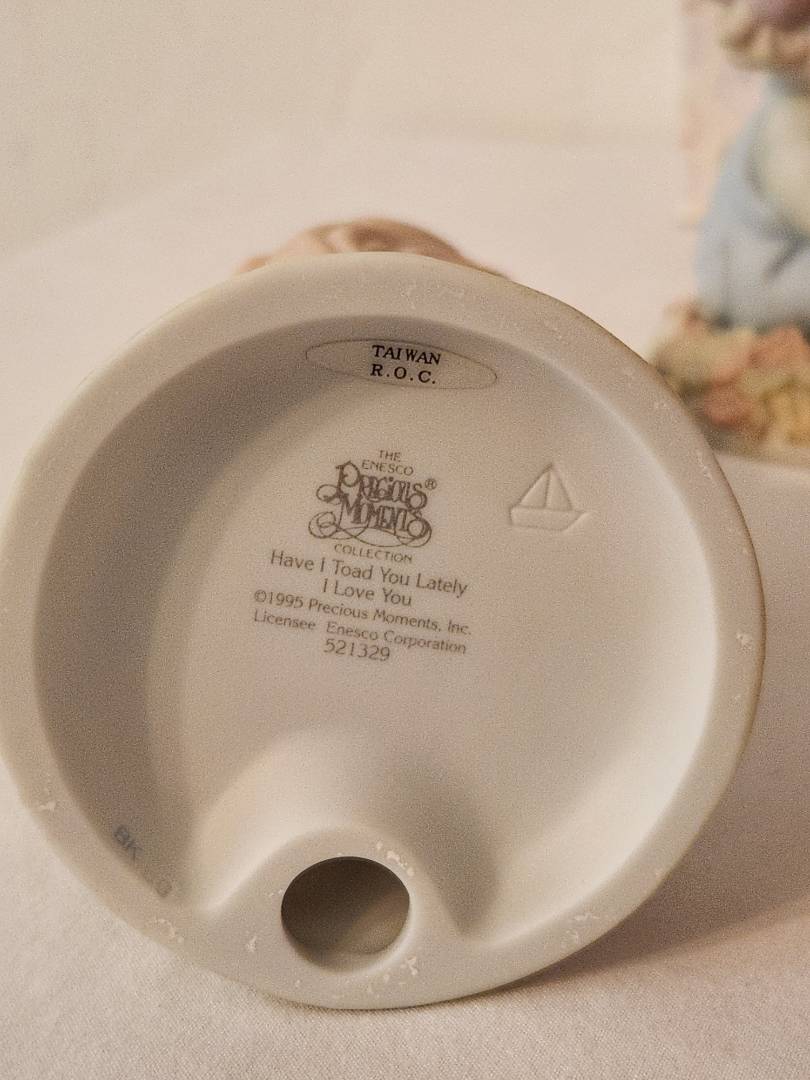 TAIWAN
R.O.C.
THE
ENESCO
PRECIOUS®
MOMENTS
COLLECTION
Have I Toad You Lately
I Love You
©1995 Precious Moments, Inc.
Licensee Enesco Corporation
521329
BK